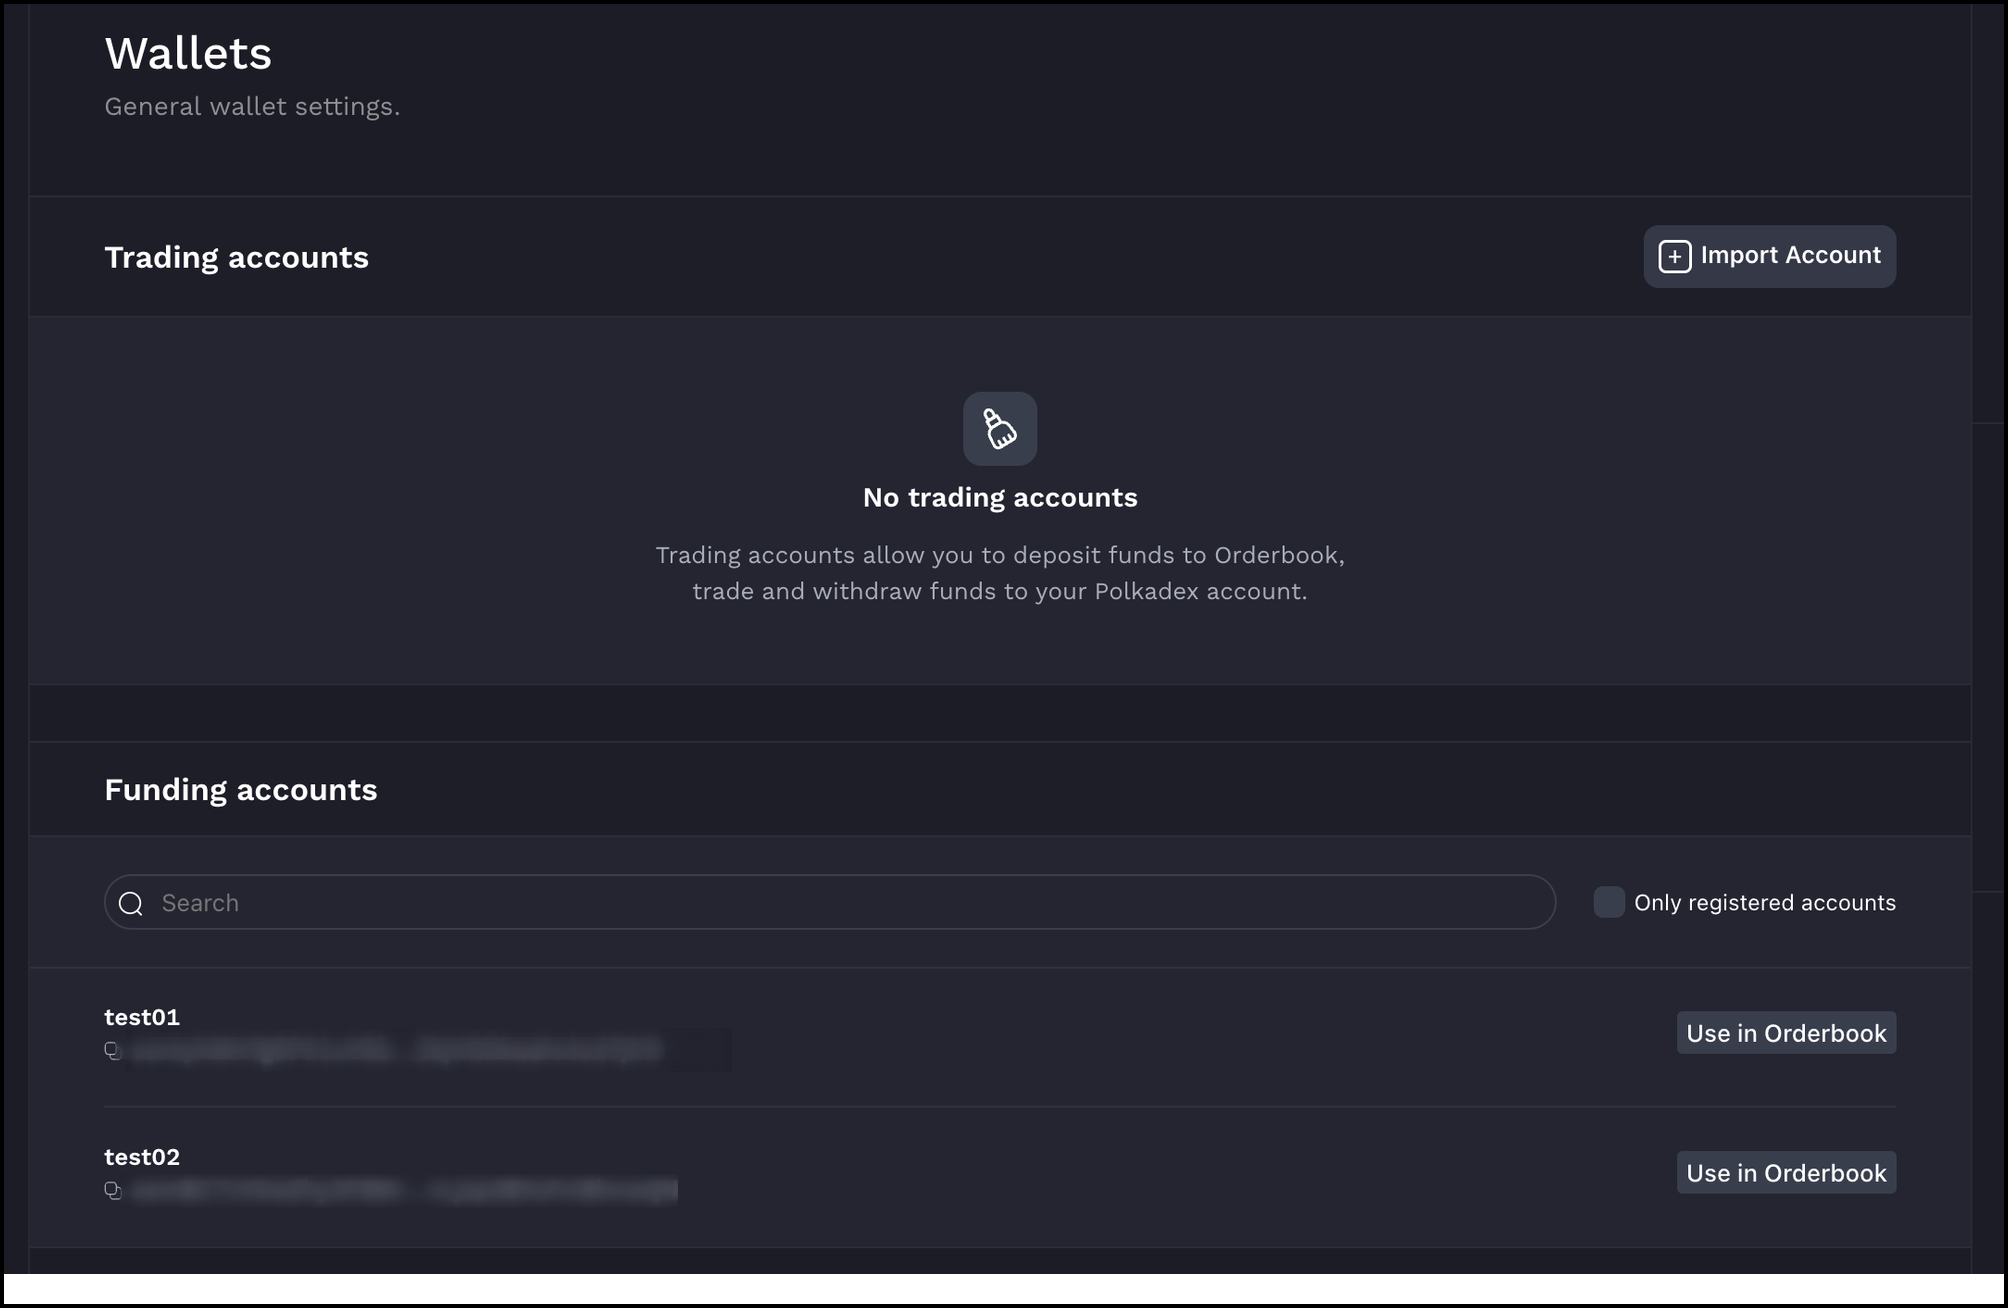 Wallets
General wallet settings.
Trading accounts
Import Account
No trading accounts
Trading accounts allow you to deposit funds to Orderbook,
trade and withdraw funds to your Polkadex account.
Funding accounts
Search
Only registered accounts
test01
Use in Orderbook
test02
Use in Orderbook